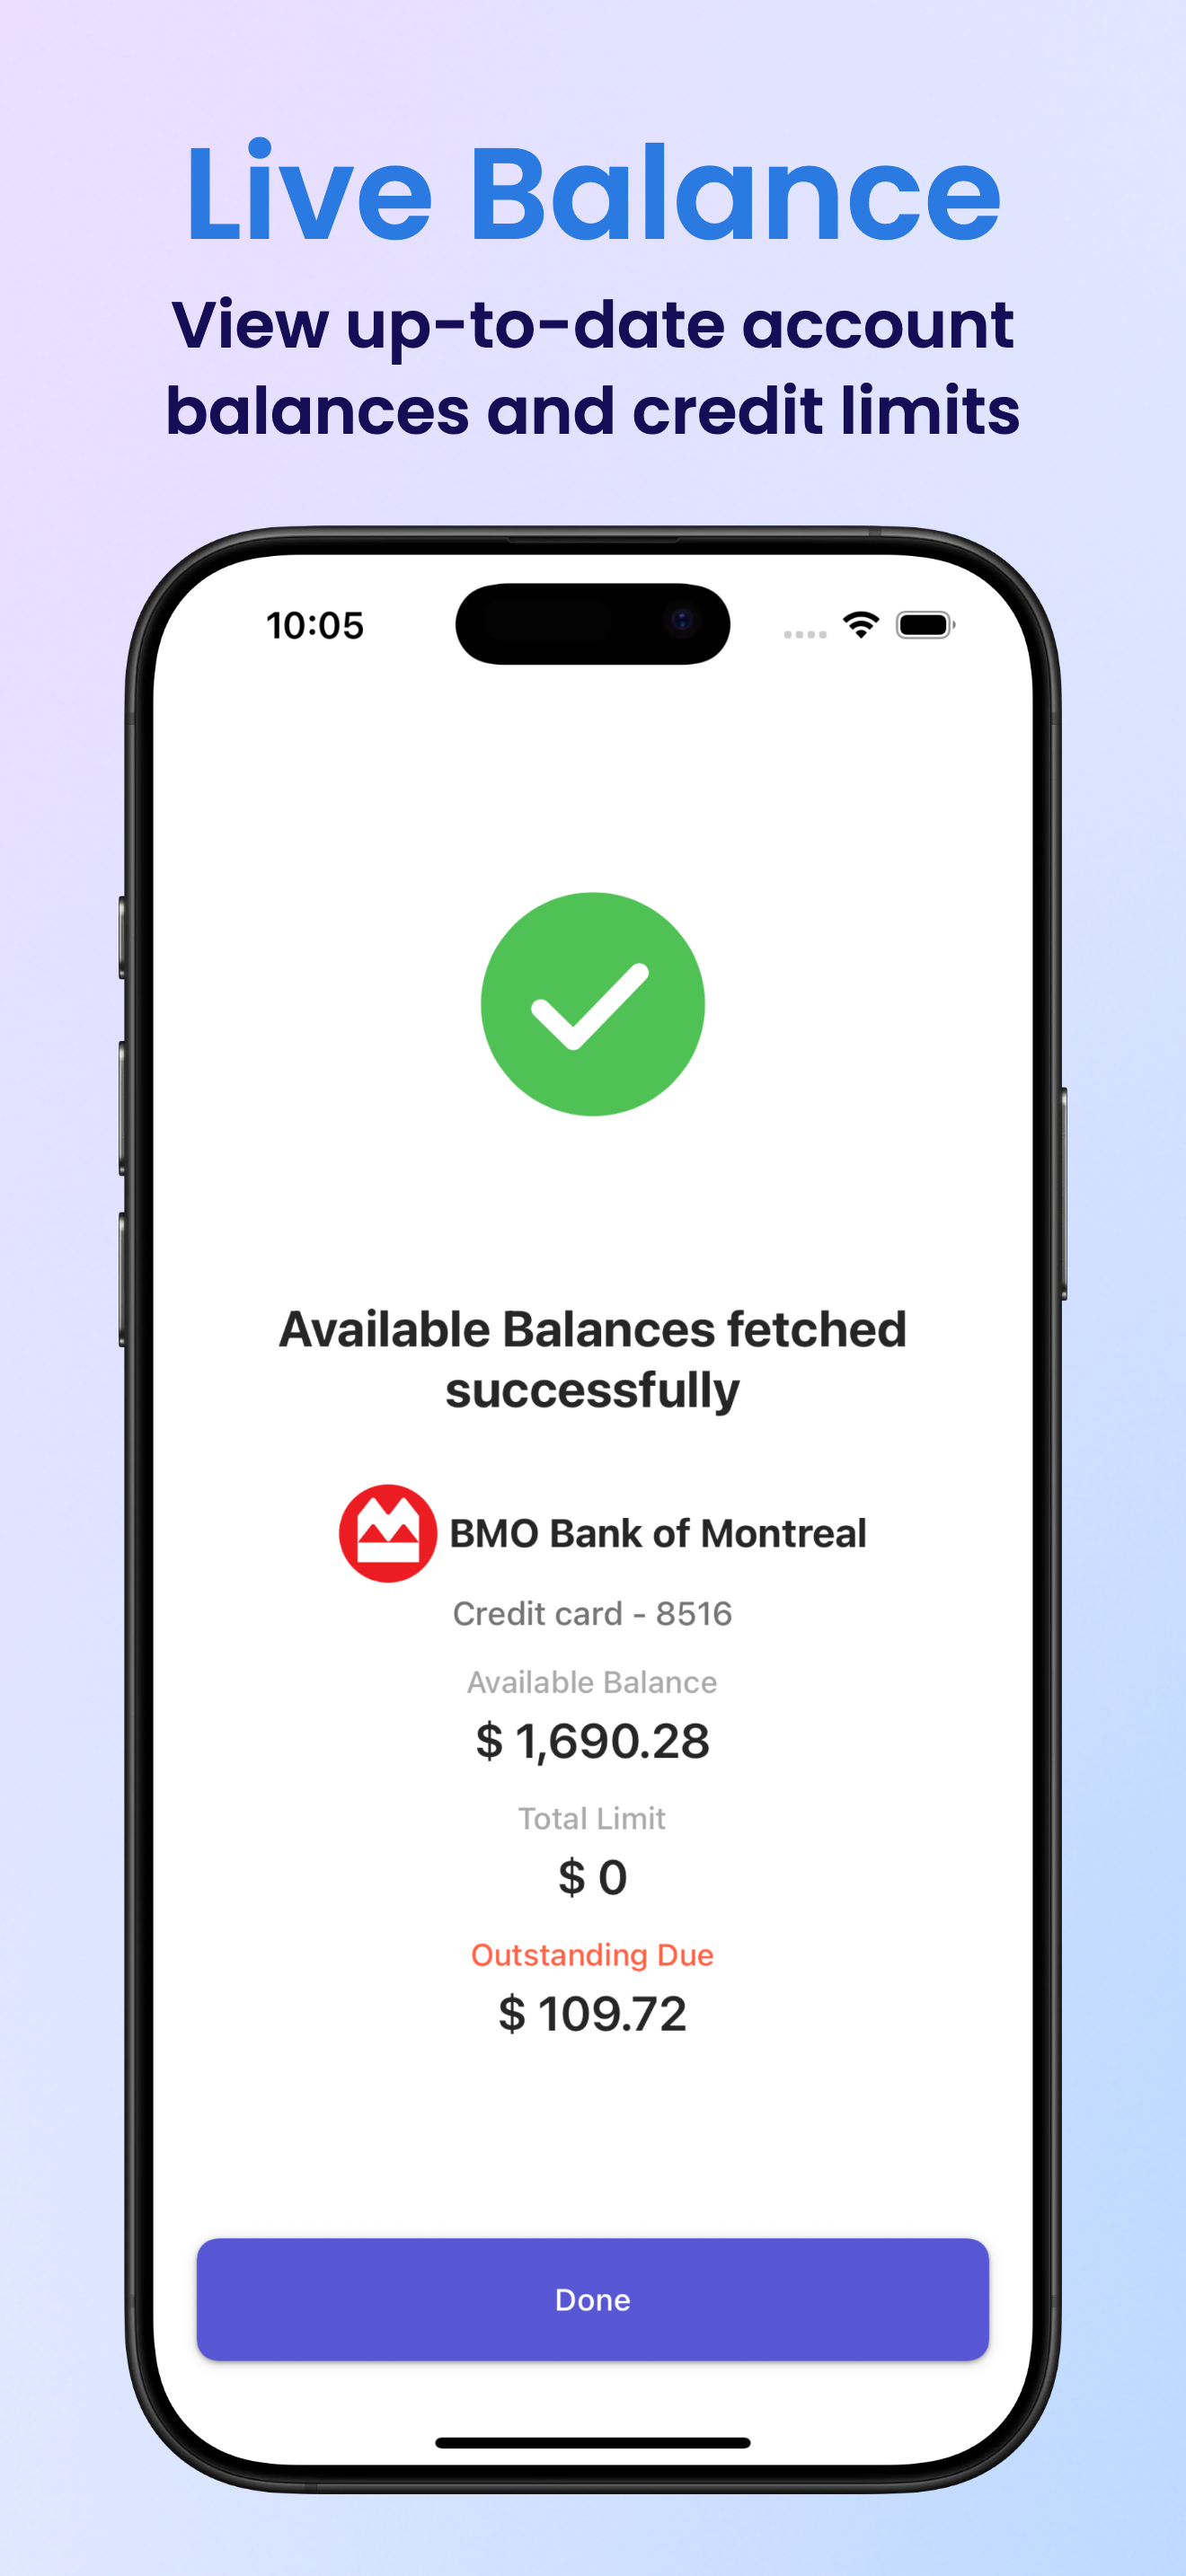 Live Balance
View up-to-date account
balances and credit limits
10:05
Available Balances fetched
successfully
BMO Bank of Montreal
Credit card - 8516
Available Balance
$ 1,690.28
Total Limit
$ 0
Outstanding Due
$ 109.72
Done